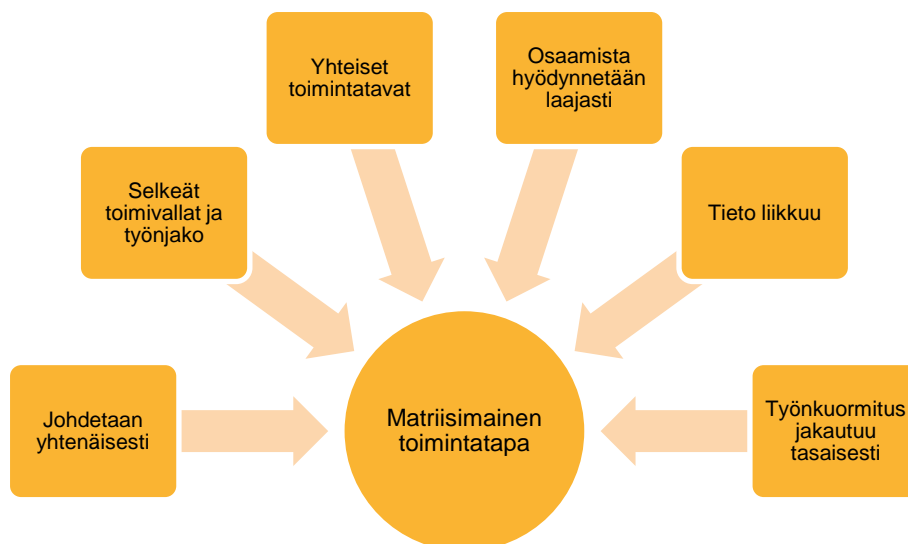 Yhteiset
toimintatavat
Osaamista
hyödynnetään
laajasti
Selkeät
toimivallat ja
työnjako
Tieto liikkuu
Johdetaan
yhtenäisesti
Matriisimainen
toimintatapa
Työnkuormitus
jakautuu
tasaisesti